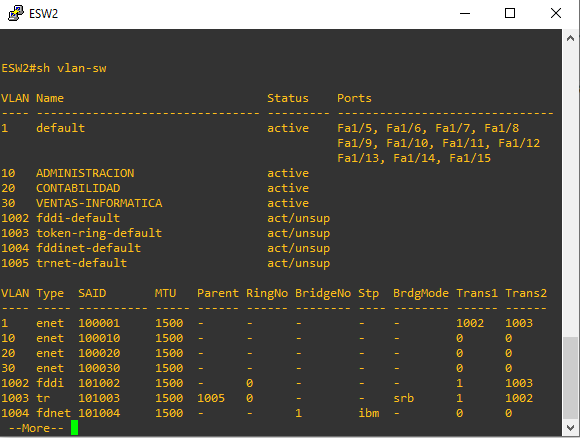 ESW2
ESW2#sh vlan-sw
VLAN Name                             Status    Ports
---- -------------------------------- --------- -------------------------------
1    default                          active    Fa1/5, Fa1/6, Fa1/7, Fa1/8
                                                Fa1/9, Fa1/10, Fa1/11, Fa1/12
                                                Fa1/13, Fa1/14, Fa1/15
10   ADMINISTRACION                   active
20   CONTABILIDAD                     active
30   VENTAS-INFORMATICA               active
1002 fddi-default                     act/unsup
1003 token-ring-default               act/unsup
1004 fddinet-default                  act/unsup
1005 trnet-default                    act/unsup
VLAN Type  SAID       MTU   Parent RingNo BridgeNo Stp  BrdgMode Trans1 Trans2
---- ----- ---------- ----- ------ ------ -------- ---- -------- ------ ------
1    enet  100001     1500  -      -      -        -    -        1002   1003
10   enet  100010     1500  -      -      -        -    -        0      0
20   enet  100020     1500  -      -      -        -    -        0      0
30   enet  100030     1500  -      -      -        -    -        0      0
1002 fddi  101002     1500  -      0      -        -    -        1      1003
1003 tr    101003     1500  1005   0      -        -    srb      1      1002
1004 fdnet 101004     1500  -      -      1        ibm  -        0      0
--More--